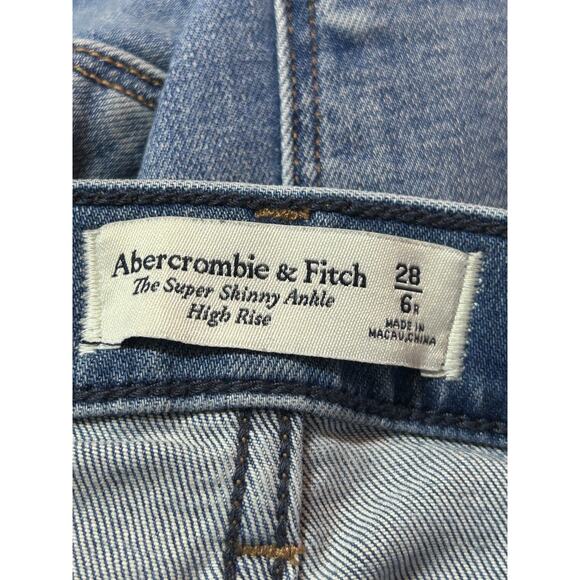 Abercrombie & Fitch
The Super Skinny Ankle
High Rise
28
6R
MADE IN
MACAU, CHINA